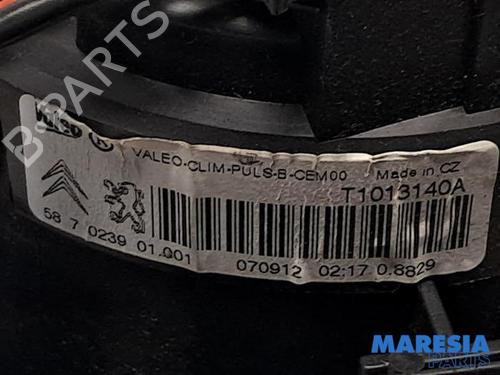 Valeo
VALEO-CLIM-PULS-B-CEM00 Made in CZ
T1013140A
58 7 0239 01.001
070912 02:17 0.8829
B-PARTS
MARESIA
PARTS